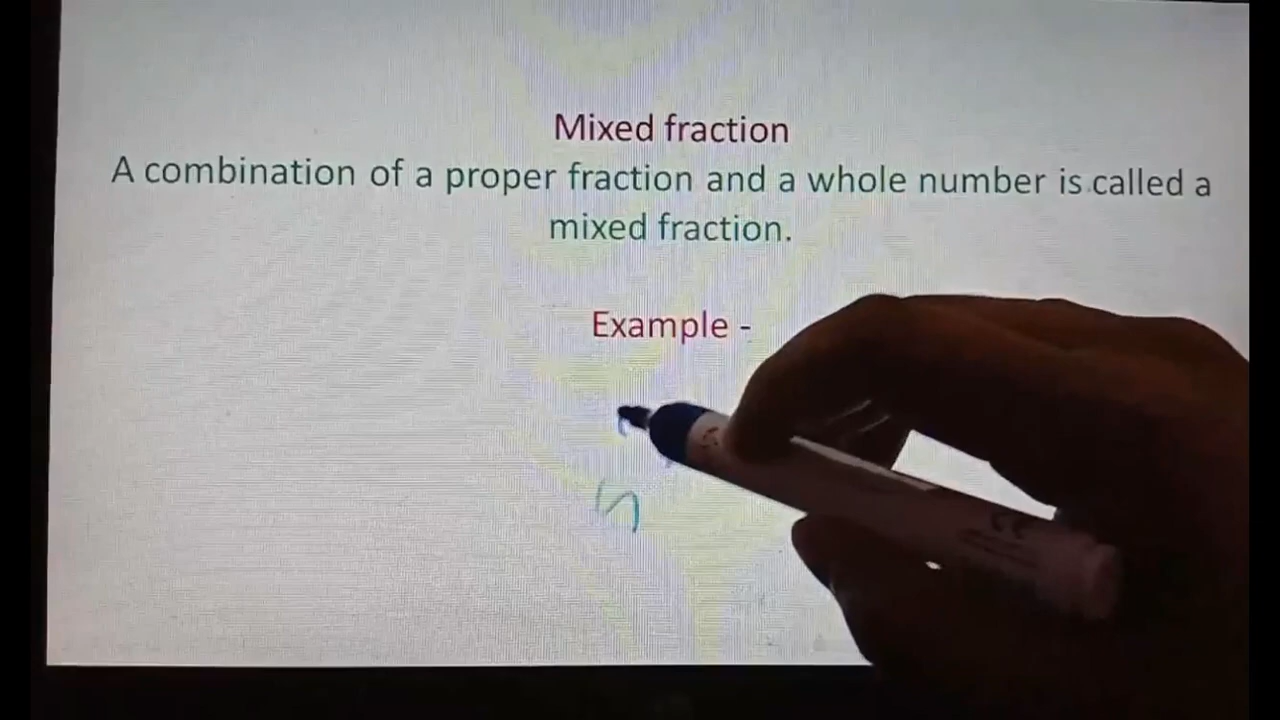 Mixed fraction
A combination of a proper fraction and a whole number is called a
mixed fraction.
Example -